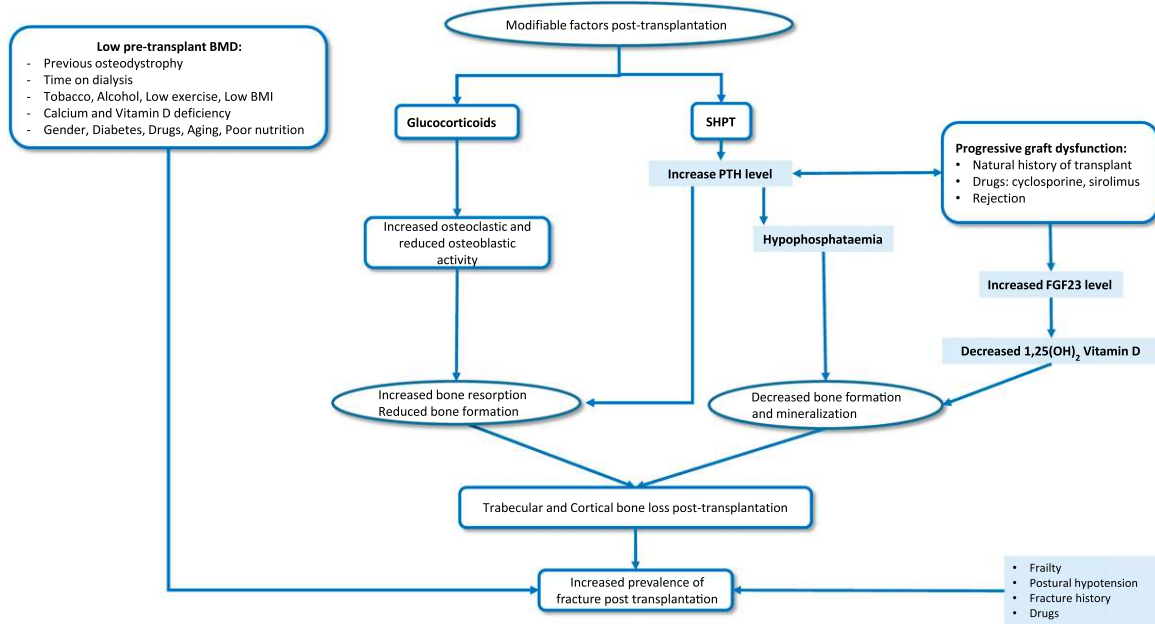 Modifiable factors post-transplantation
Low pre-transplant BMD:
- Previous osteodystrophy
- Time on dialysis
- Tobacco, Alcohol, Low exercise, Low BMI
- Calcium and Vitamin D deficiency
- Gender, Diabetes, Drugs, Aging, Poor nutrition
Glucocorticoids
SHPT
Increase PTH level
Progressive graft dysfunction:
• Natural history of transplant
• Drugs: cyclosporine, sirolimus
• Rejection
Increased osteoclastic and
reduced osteoblastic
activity
Hypophosphataemia
Increased FGF23 level
Decreased 1,25(OH)₂ Vitamin D
Increased bone resorption
Reduced bone formation
Decreased bone formation
and mineralization
Trabecular and Cortical bone loss post-transplantation
Increased prevalence of
fracture post transplantation
• Frailty
• Postural hypotension
• Fracture history
• Drugs